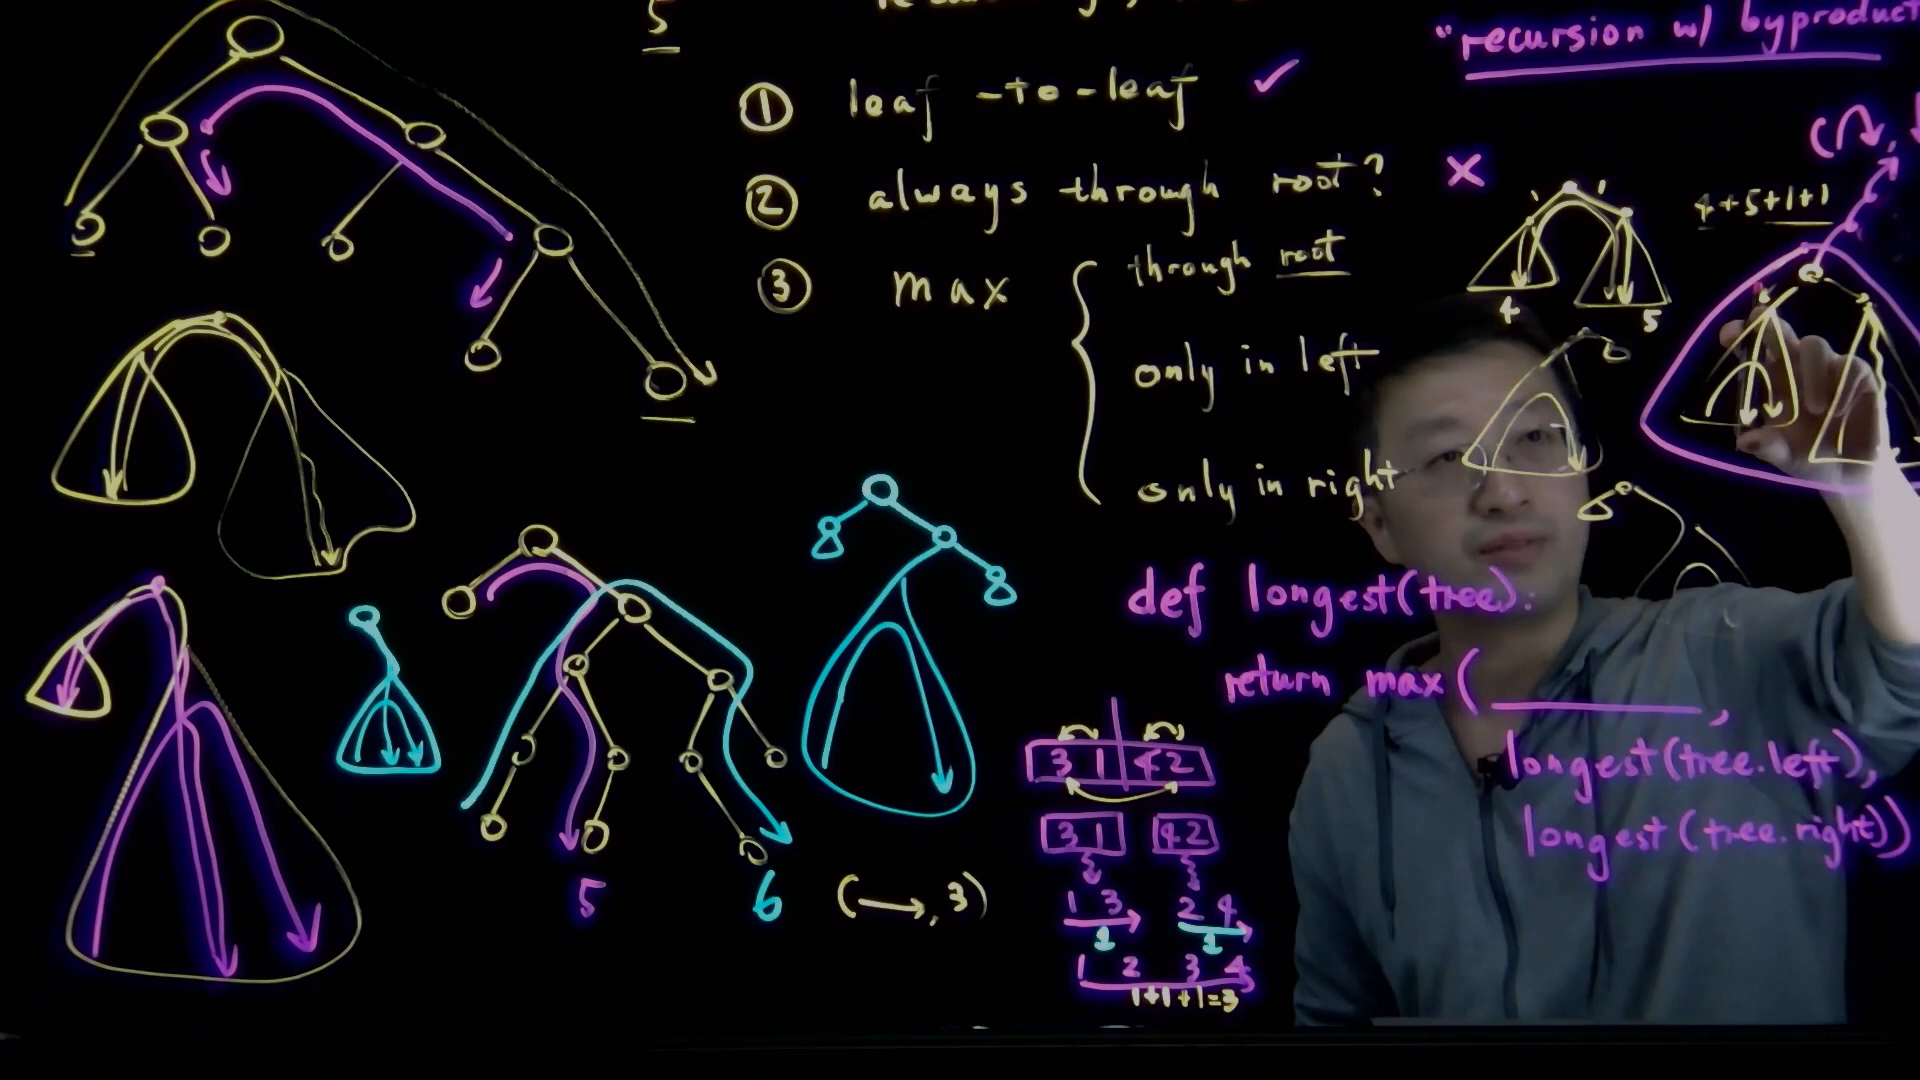 5
"recursion w/ byproduct
① leaf -to-leaf ✓
② always through root? ×
4+5+1+1
③ max { through root
only in left
only in right
4 5
def longest(tree):
return max( ________,
longest(tree.left),
longest(tree.right))
5
6
(→, 3)
3 1 4 2
3 1 4 2
1 3 2 4
1 2 3 4
1+1+1=3